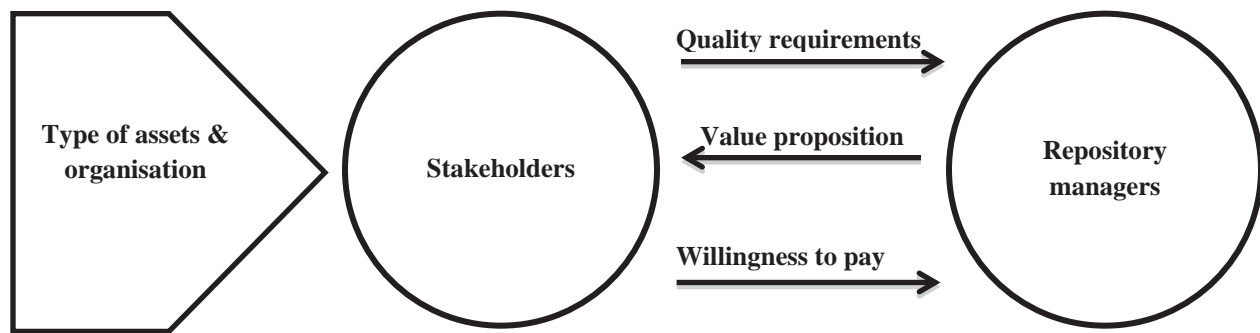 Type of assets &
organisation
Stakeholders
Quality requirements
Value proposition
Willingness to pay
Repository
managers